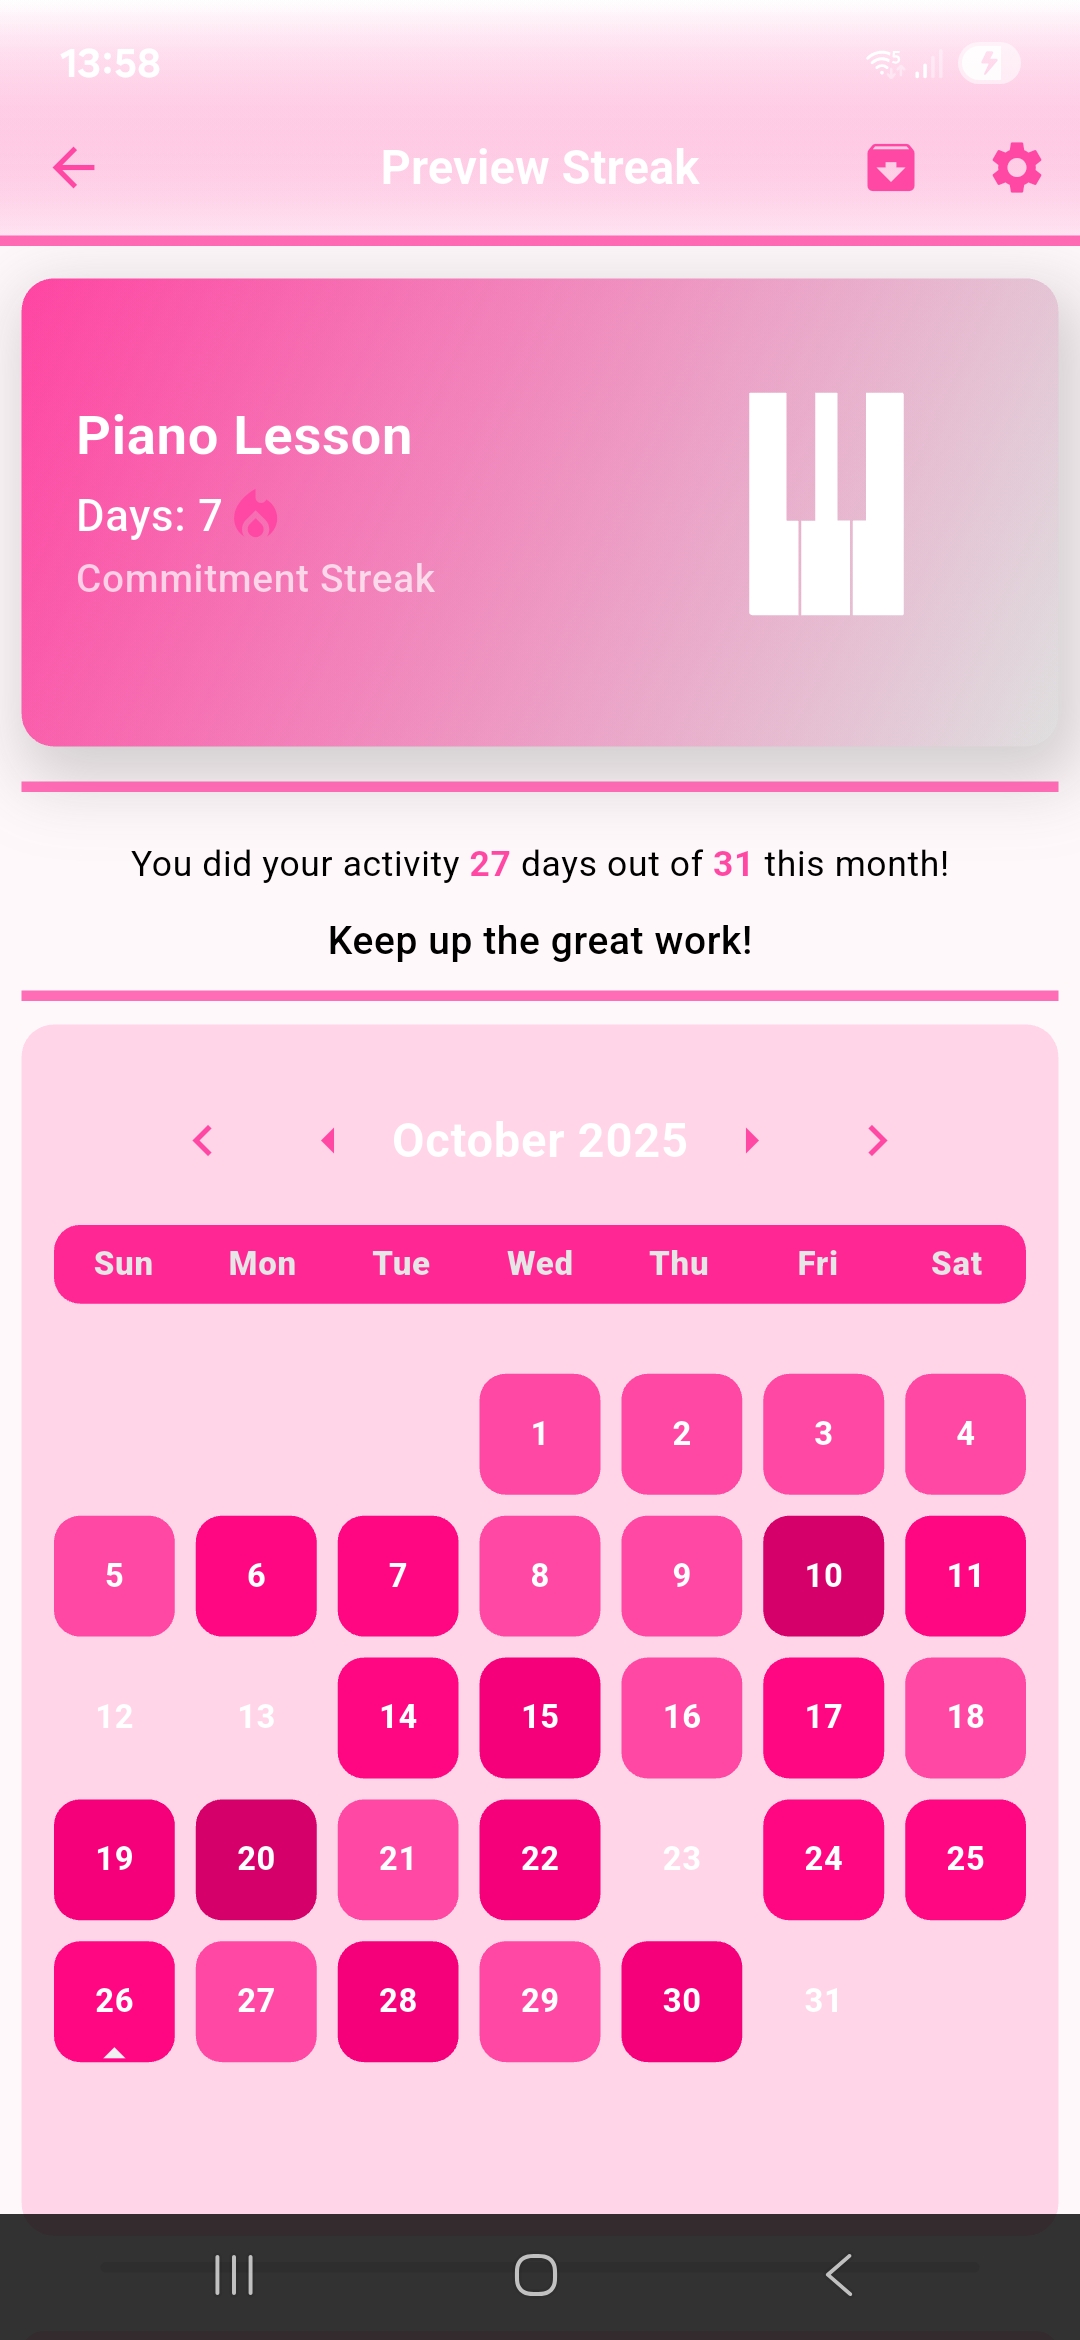 13:58
5
Preview Streak
Piano Lesson
Days: 7
Commitment Streak
You did your activity 27 days out of 31 this month!
Keep up the great work!
October 2025
Sun Mon Tue Wed Thu Fri Sat
1 2 3 4
5 6 7 8 9 10 11
12 13 14 15 16 17 18
19 20 21 22 23 24 25
26 27 28 29 30 31